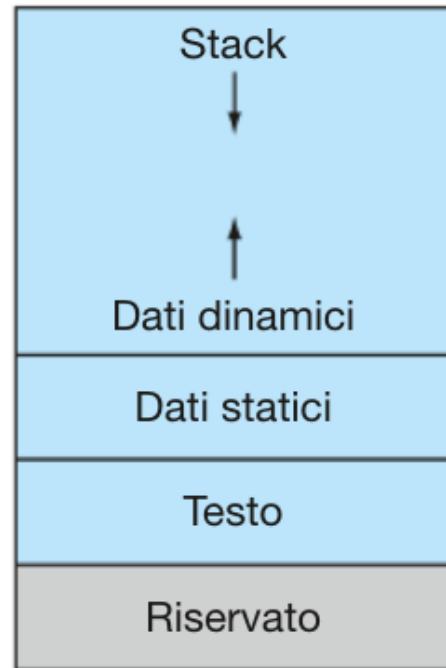 Stack
Dati dinamici
Dati statici
Testo
Riservato